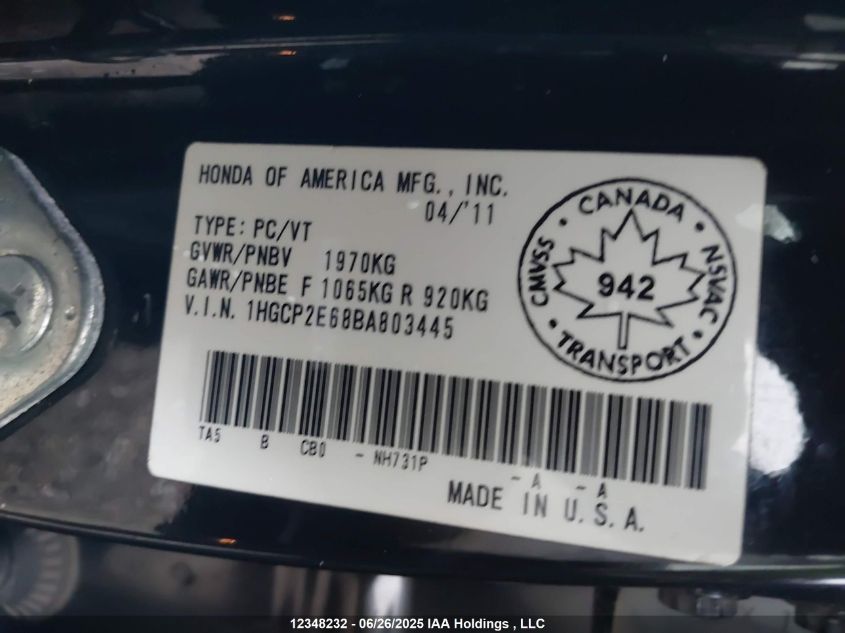 HONDA OF AMERICA MFG., INC.
04/'11
TYPE: PC/VT
GVWR/PNBV 1970KG
GAWR/PNBE F 1065KG R 920KG
V.I.N. 1HGCP2E68BA803445
CANADA
CMVSS
NSVAC
942
TRANSPORT
TA5 B CB0 - NH731P - A - A
MADE IN U.S.A.
12348232 - 06/26/2025 IAA Holdings , LLC